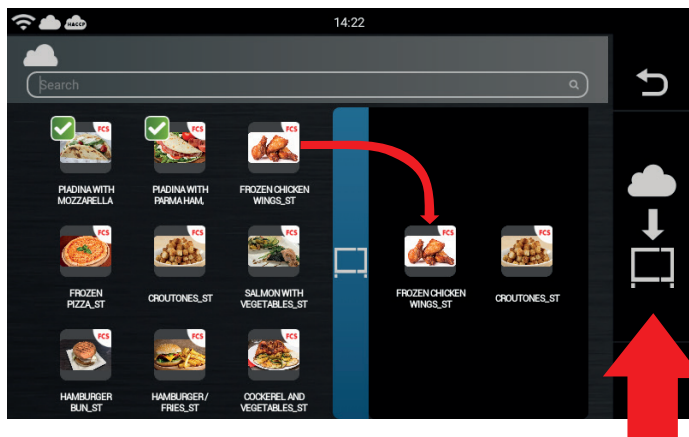 HACCP
14:22
Search
FCS
FCS
FCS
PIADINA WITH
MOZZARELLA
PIADINA WITH
PARMA HAM,
FROZEN CHICKEN
WINGS_ST
FCS
FCS
FCS
FCS
FCS
FROZEN
PIZZA_ST
CROUTONES_ST
SALMON WITH
VEGETABLES_ST
FROZEN CHICKEN
WINGS_ST
CROUTONES_ST
FCS
FCS
FCS
HAMBURGER
BUN_ST
HAMBURGER /
FRIES_ST
COCKEREL AND
VEGETABLES_ST